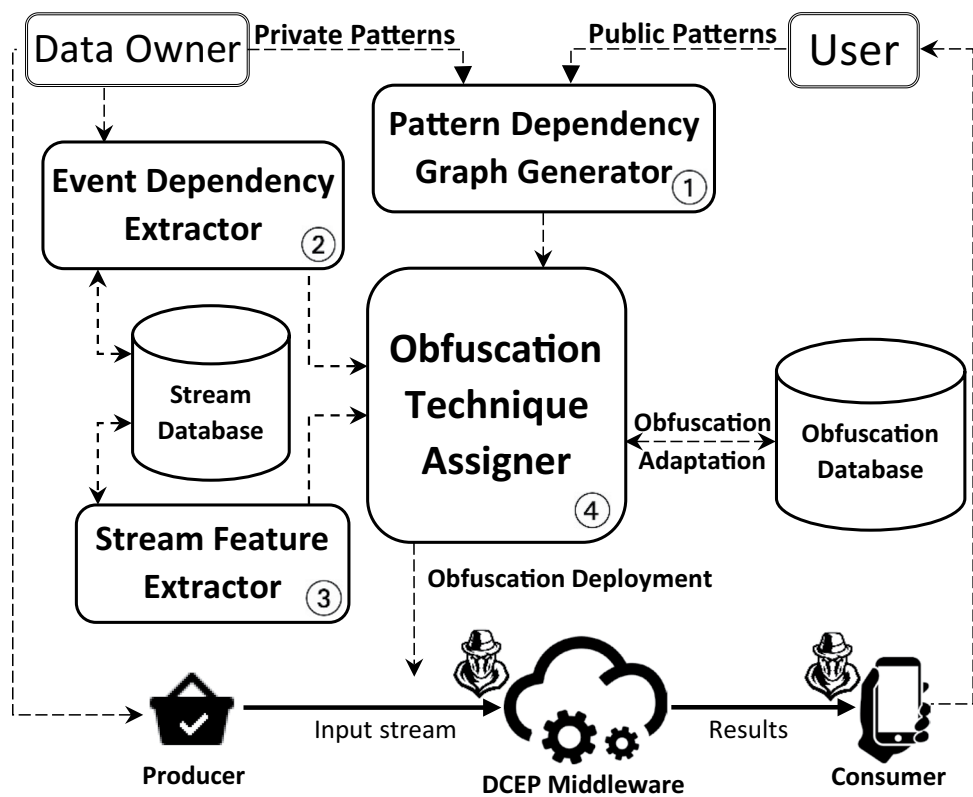 Data Owner
Private Patterns
Public Patterns
User
Pattern Dependency
Graph Generator
1
Event Dependency
Extractor
2
Obfuscation
Technique
Assigner
4
Stream
Database
Obfuscation
Adaptation
Obfuscation
Database
Stream Feature
Extractor
3
Obfuscation Deployment
Input stream
Results
Producer
DCEP Middleware
Consumer